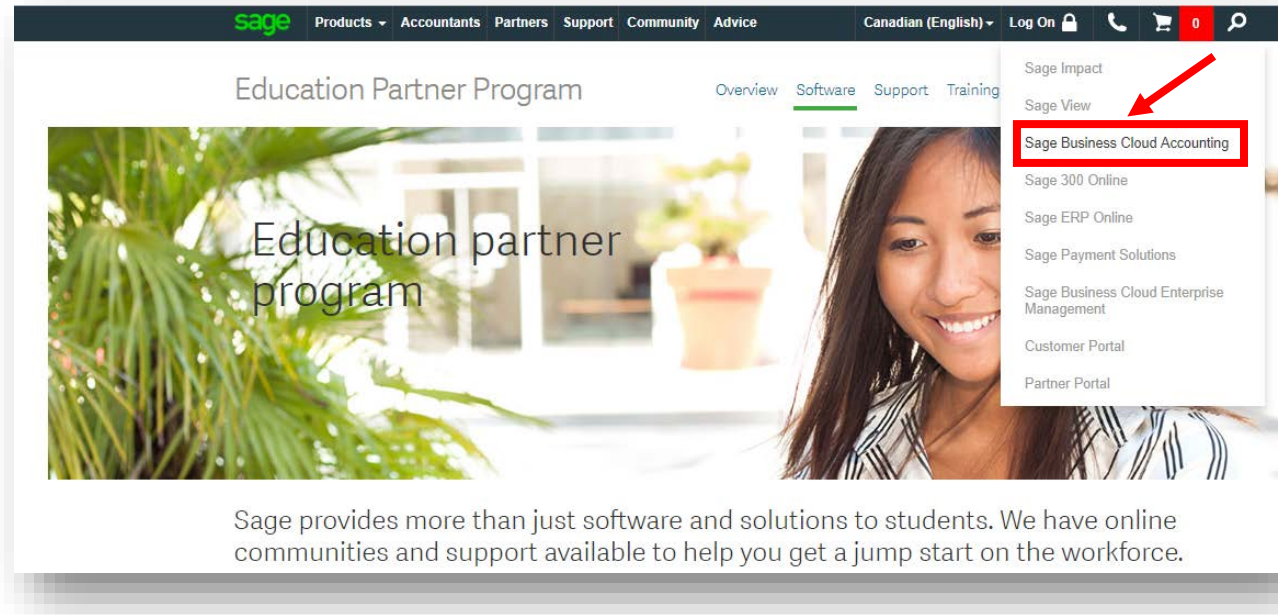 sage Products Accountants Partners Support Community Advice Canadian (English) Log On 0
Education Partner Program Overview Software Support Training
Sage Impact
Sage View
Sage Business Cloud Accounting
Sage 300 Online
Sage ERP Online
Sage Payment Solutions
Sage Business Cloud Enterprise
Management
Customer Portal
Partner Portal
Education partner
program
Sage provides more than just software and solutions to students. We have online
communities and support available to help you get a jump start on the workforce.